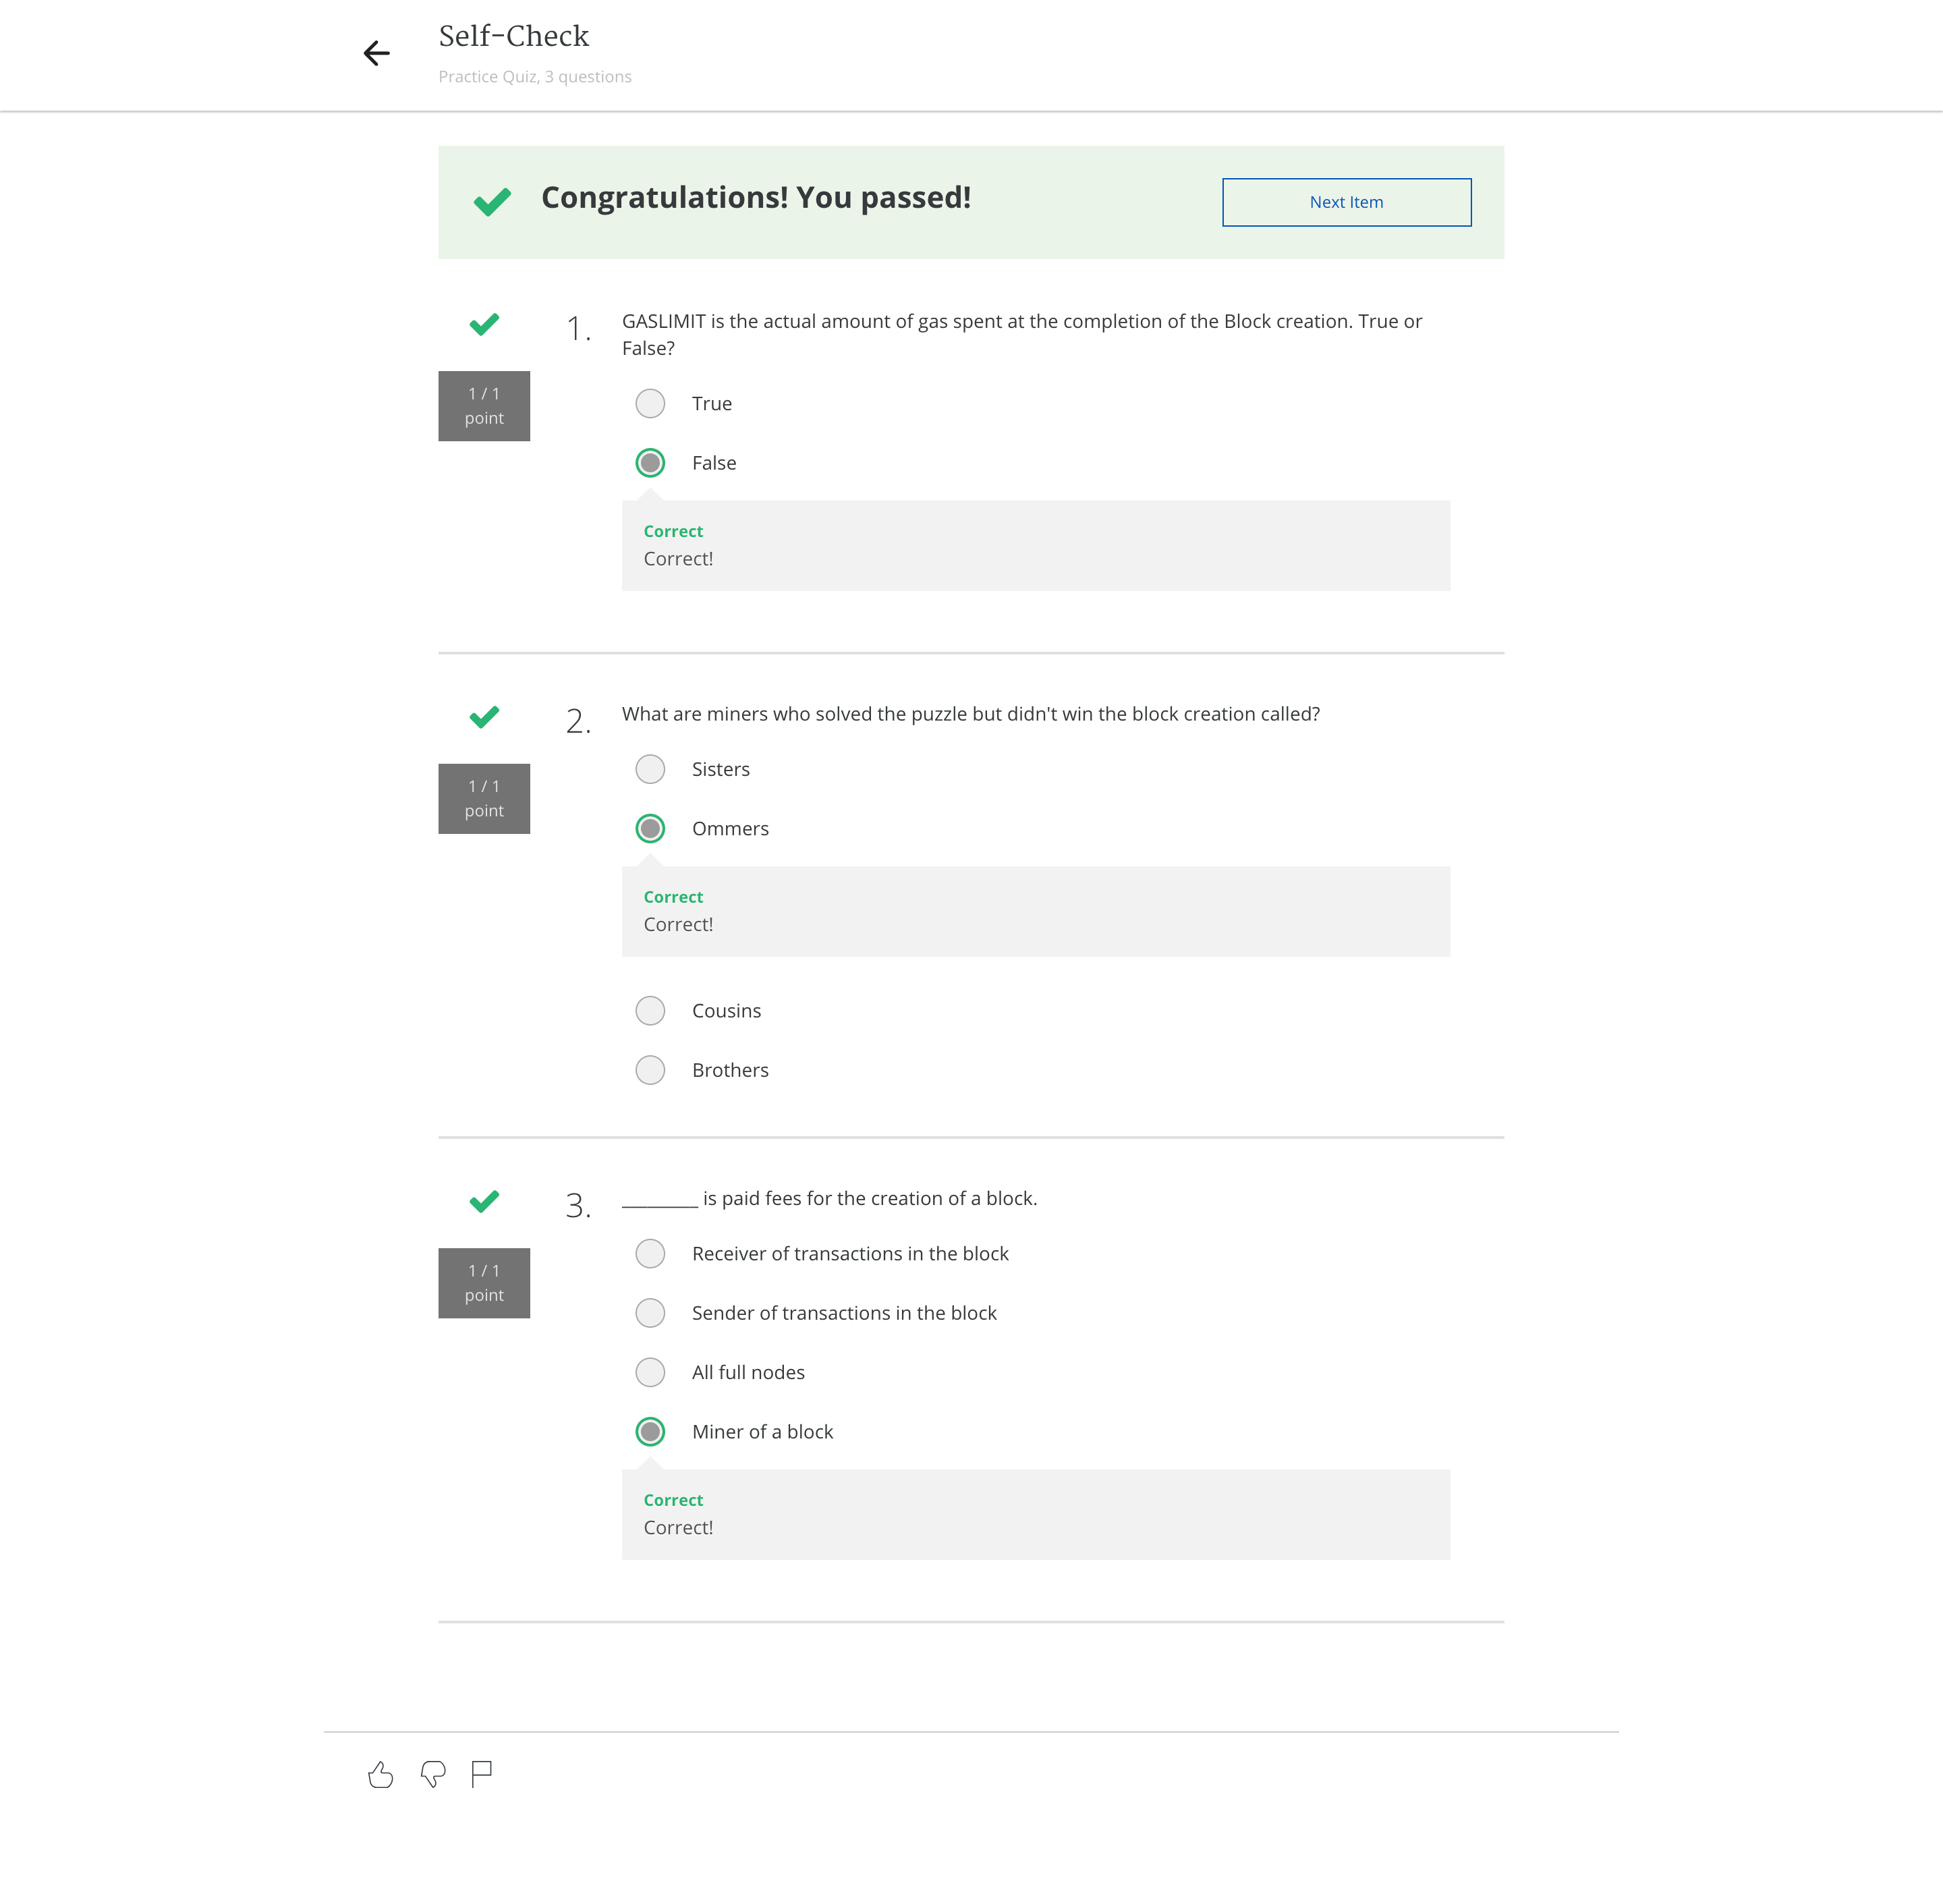 Self-Check
Practice Quiz, 3 questions
Congratulations! You passed!
Next Item
1.
GASLIMIT is the actual amount of gas spent at the completion of the Block creation. True or
False?
1 / 1
point
True
False
Correct
Correct!
2.
What are miners who solved the puzzle but didn't win the block creation called?
1 / 1
point
Sisters
Ommers
Correct
Correct!
Cousins
Brothers
3.
________ is paid fees for the creation of a block.
1 / 1
point
Receiver of transactions in the block
Sender of transactions in the block
All full nodes
Miner of a block
Correct
Correct!